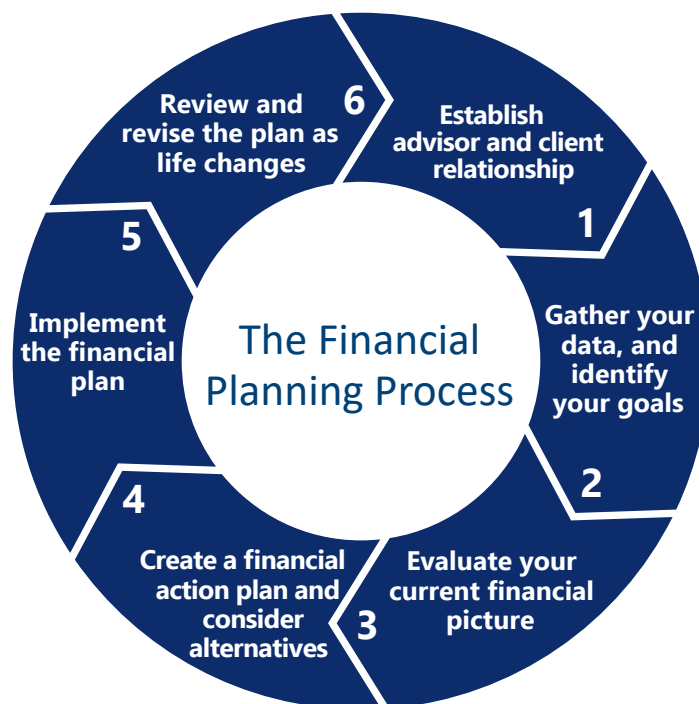 The Financial
Planning Process
Establish
advisor and client
relationship
1
Gather your
data, and
identify
your goals
2
Evaluate your
current financial
picture
3
Create a financial
action plan and
consider
alternatives
4
Implement
the financial
plan
5
Review and
revise the plan as
life changes
6